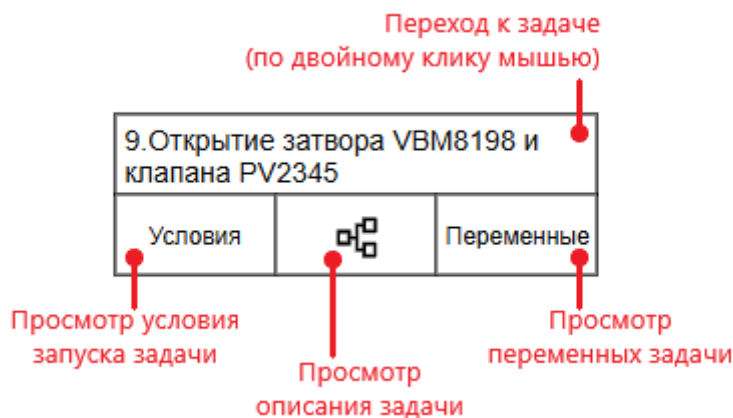 Переход к задаче
(по двойному клику мышью)
9.Открытие затвора VBM8198 и
клапана PV2345
Условия
Переменные
Просмотр условия
запуска задачи
Просмотр
описания задачи
Просмотр
переменных задачи